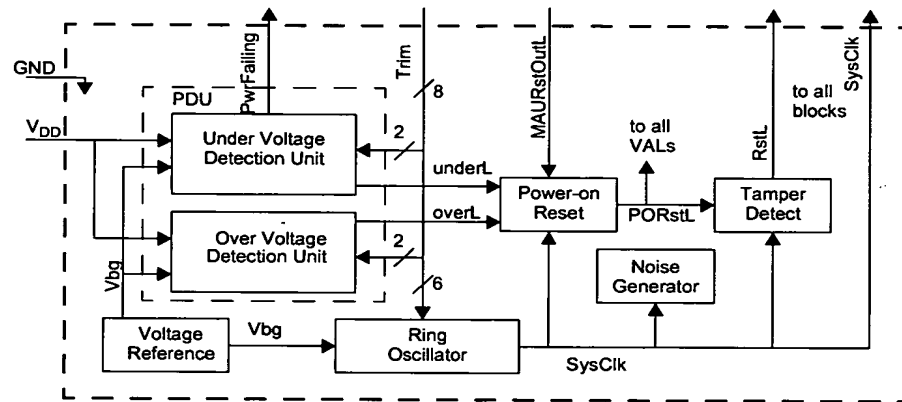 GND
V_DD
PDU
PwrFailing
Trim
8
MAURstOutL
RstL
to all
blocks
SysClk
Under Voltage
Detection Unit
2
underL
to all
VALs
Power-on
Reset
PORstL
Tamper
Detect
overL
Over Voltage
Detection Unit
2
6
Vbg
Noise
Generator
Voltage
Reference
Vbg
Ring
Oscillator
SysClk